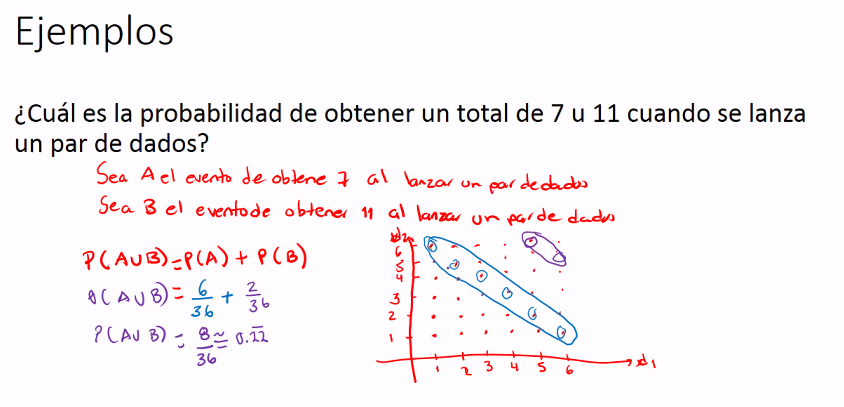 Ejemplos
¿Cuál es la probabilidad de obtener un total de 7 u 11 cuando se lanza
un par de dados?
Sea A el evento de obtene 7 al lanzar un par de dados
Sea B el evento de obtener 11 al lanzar un par de dados
P(A∪B)=P(A) + P(B)
P(A∪B) = 6/36 + 2/36
P(A∪B) = 8/36 ≈ 0.2̅2̅
d2
6
5
4
3
2
1
1 2 3 4 5 6
d1